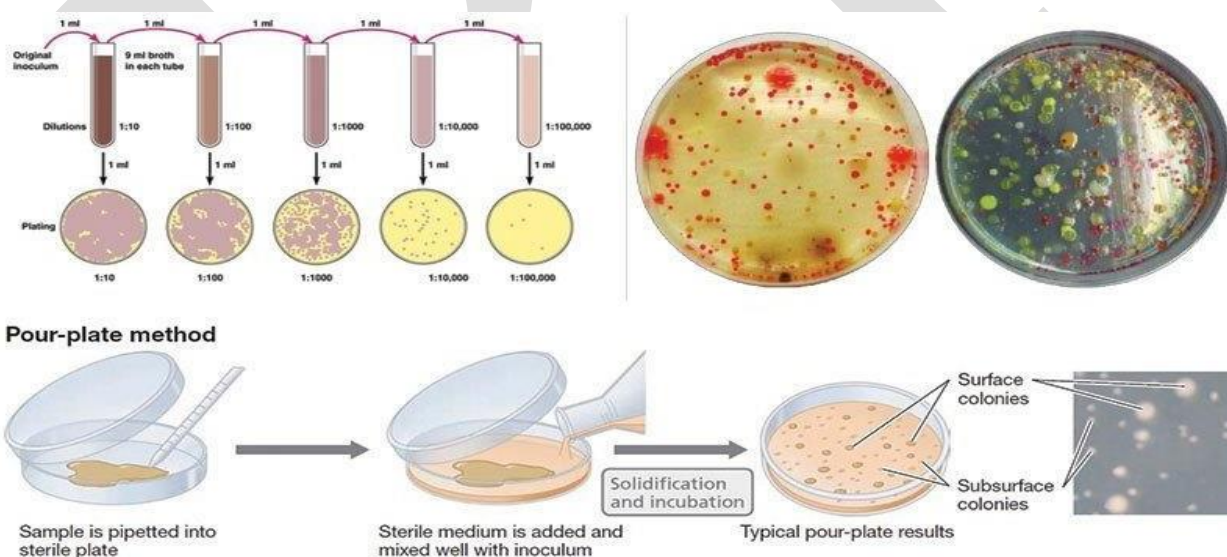 1 ml 1 ml 1 ml 1 ml 1 ml
Original
inoculum
9 ml broth
in each tube
Dilutions 1:10 1:100 1:1000 1:10,000 1:100,000
1 ml 1 ml 1 ml 1 ml 1 ml
Plating
1:10 1:100 1:1000 1:10,000 1:100,000
Pour-plate method
Surface
colonies
Subsurface
colonies
Solidification
and incubation
Sample is pipetted into
sterile plate
Sterile medium is added and
mixed well with inoculum
Typical pour-plate results